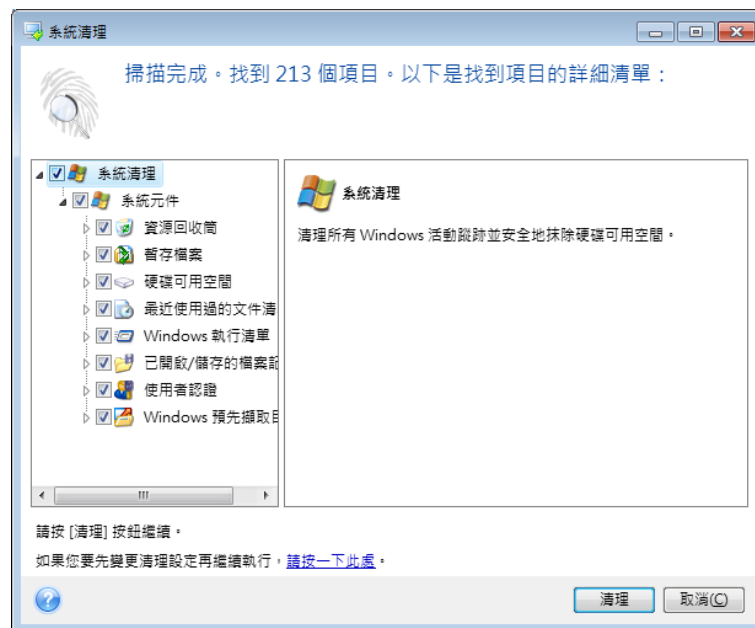 系統清理
掃描完成。找到 213 個項目。以下是找到項目的詳細清單：
系統清理
系統元件
資源回收筒
暫存檔案
硬碟可用空間
最近使用過的文件清
Windows 執行清單
已開啟/儲存的檔案記
使用者認證
Windows 預先擷取目
系統清理
清理所有 Windows 活動蹤跡並安全地抹除硬碟可用空間。
請按 [清理] 按鈕繼續。
如果您要先變更清理設定再繼續執行，請按一下此處。
清理
取消(C)